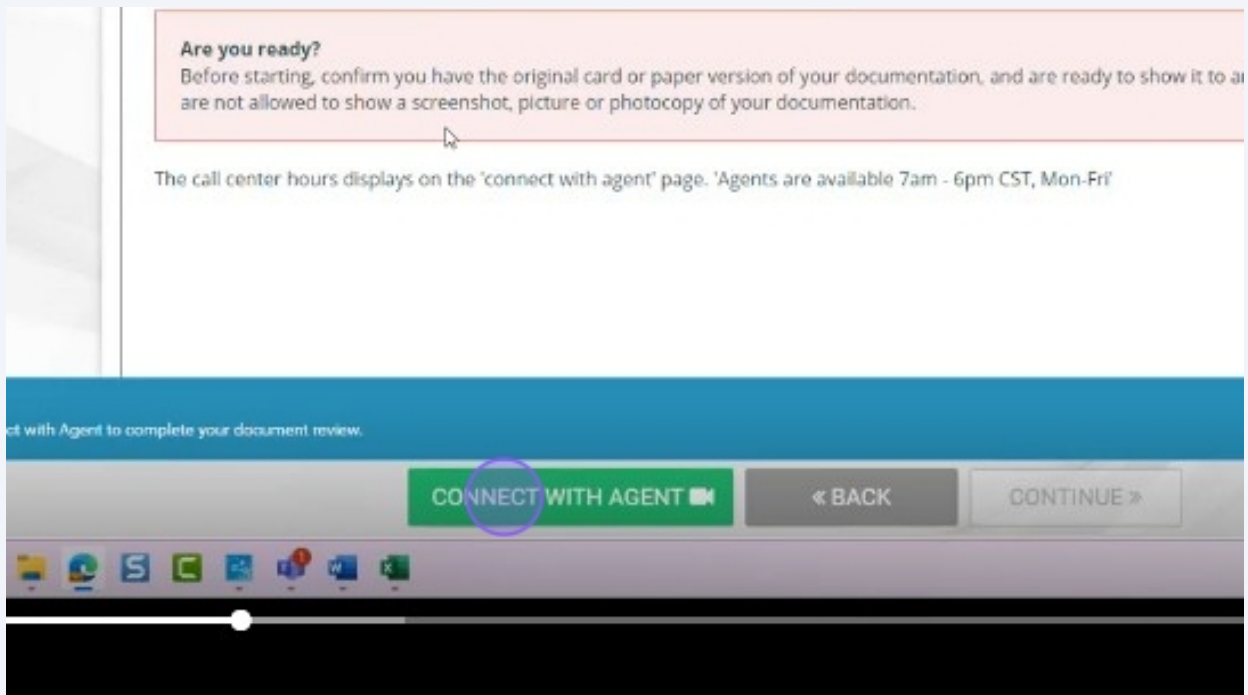 Are you ready?
Before starting, confirm you have the original card or paper version of your documentation, and are ready to show it to
are not allowed to show a screenshot, picture or photocopy of your documentation.
The call center hours displays on the 'connect with agent' page. 'Agents are available 7am - 6pm CST, Mon-Fri'
with Agent to complete your document review.
CONNECT WITH AGENT
« BACK
CONTINUE »
S C 1 W X